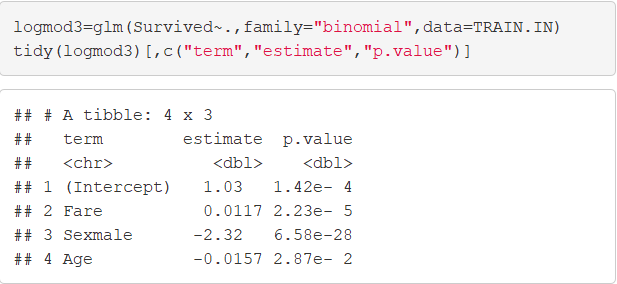 logmod3=glm(Survived~.,family="binomial",data=TRAIN.IN)
tidy(logmod3)[,c("term","estimate","p.value")]
## # A tibble: 4 x 3
##   term        estimate  p.value
##   <chr>          <dbl>    <dbl>
## 1 (Intercept)   1.03   1.42e- 4
## 2 Fare          0.0117 2.23e- 5
## 3 Sexmale      -2.32   6.58e-28
## 4 Age          -0.0157 2.87e- 2